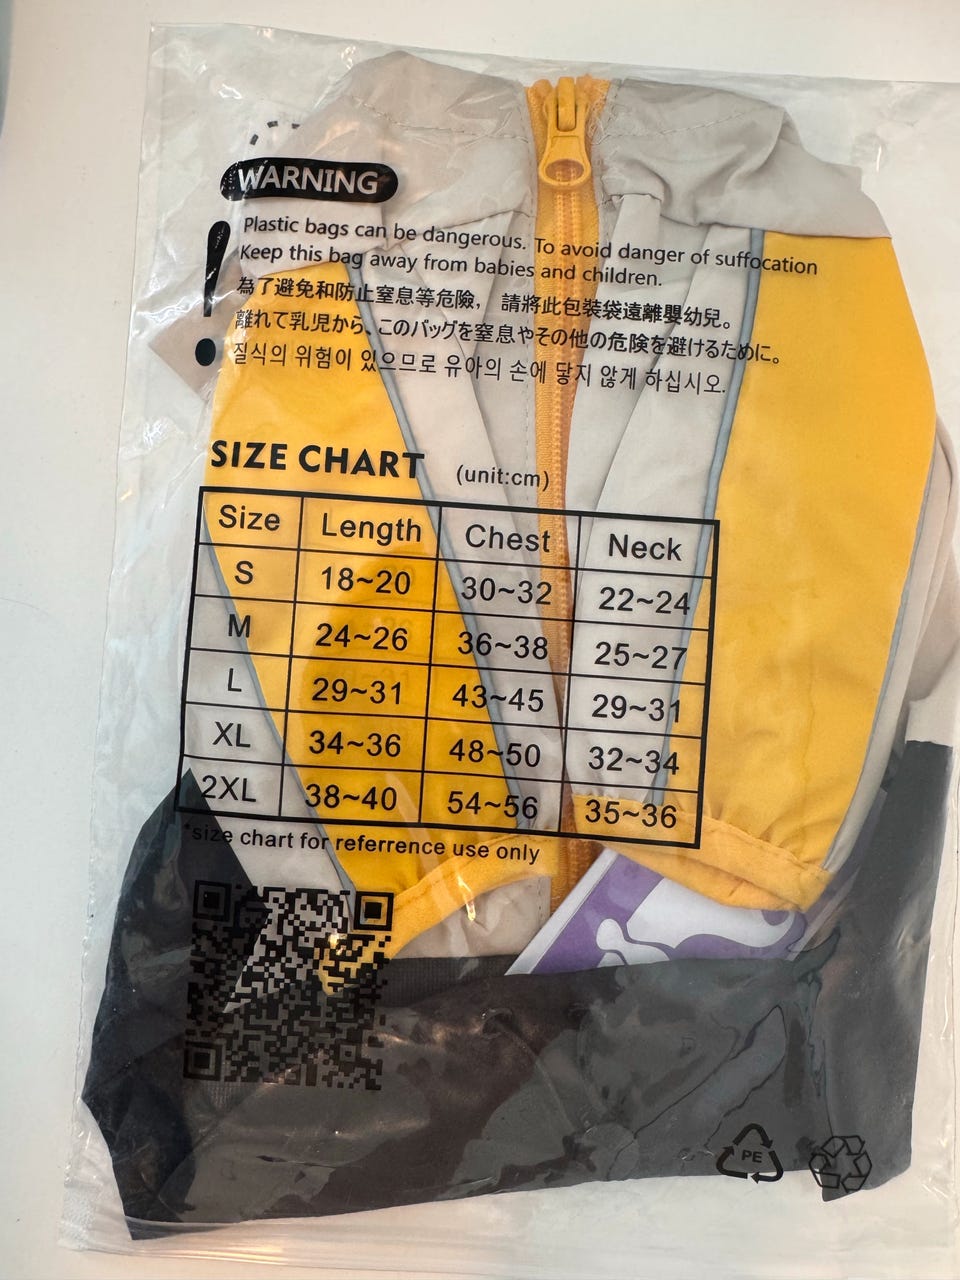 WARNING
Plastic bags can be dangerous. To avoid danger of suffocation
Keep this bag away from babies and children.
為了避免和防止窒息等危險， 請將此包裝袋遠離嬰幼兒。
離れて乳児から、このバッグを窒息やその他の危険を避けるために。
질식의 위험이 있으므로 유아의 손에 닿지 않게 하십시오.
SIZE CHART (unit:cm)
Size Length Chest Neck
S 18~20 30~32 22~24
M 24~26 36~38 25~27
L 29~31 43~45 29~31
XL 34~36 48~50 32~34
2XL 38~40 54~56 35~36
*size chart for referrence use only
PE